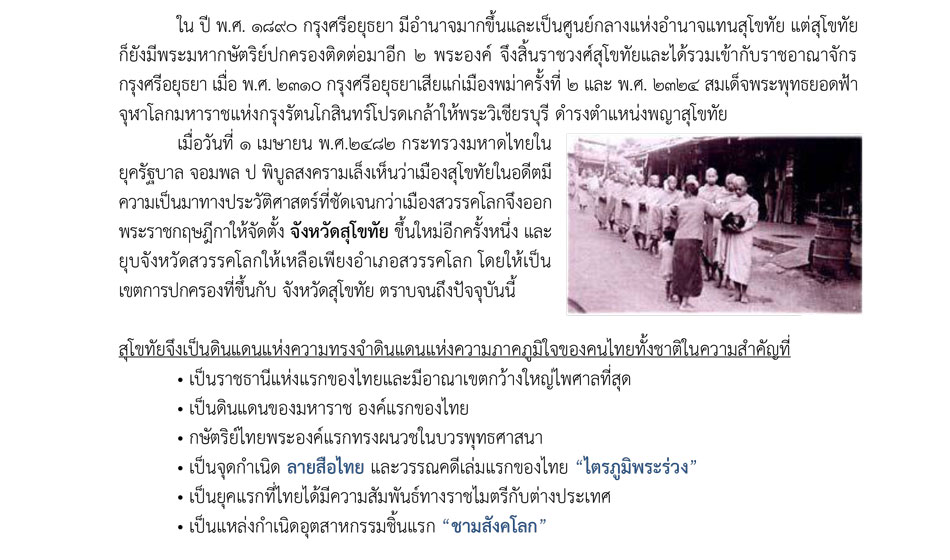 ใน ปี พ.ศ. ๑๘๙๐ กรุงศรีอยุธยา มีอำนาจมากขึ้นและเป็นศูนย์กลางแห่งอำนาจแทนสุโขทัย แต่สุโขทัย
ก็ยังมีพระมหากษัตริย์ปกครองติดต่อมาอีก ๒ พระองค์ จึงสิ้นราชวงศ์สุโขทัยและได้รวมเข้ากับราชอาณาจักร
กรุงศรีอยุธยา เมื่อ พ.ศ. ๒๓๑๐ กรุงศรีอยุธยาเสียแก่เมืองพม่าครั้งที่ ๒ และ พ.ศ. ๒๓๒๔ สมเด็จพระพุทธยอดฟ้า
จุฬาโลกมหาราชแห่งกรุงรัตนโกสินทร์โปรดเกล้าให้พระวิเชียรบุรี ดำรงตำแหน่งพญาสุโขทัย
เมื่อวันที่ ๑ เมษายน พ.ศ.๒๔๘๒ กระทรวงมหาดไทยใน
ยุครัฐบาล จอมพล ป พิบูลสงครามเล็งเห็นว่าเมืองสุโขทัยในอดีตมี
ความเป็นมาทางประวัติศาสตร์ที่ชัดเจนกว่าเมืองสวรรคโลกจึงออก
พระราชกฤษฎีกาให้จัดตั้ง จังหวัดสุโขทัย ขึ้นใหม่อีกครั้งหนึ่ง และ
ยุบจังหวัดสวรรคโลกให้เหลือเพียงอำเภอสวรรคโลก โดยให้เป็น
เขตการปกครองที่ขึ้นกับ จังหวัดสุโขทัย ตราบจนถึงปัจจุบันนี้
สุโขทัยจึงเป็นดินแดนแห่งความทรงจำดินแดนแห่งความภาคภูมิใจของคนไทยทั้งชาติในความสำคัญที่
• เป็นราชธานีแห่งแรกของไทยและมีอาณาเขตกว้างใหญ่ไพศาลที่สุด
• เป็นดินแดนของมหาราช องค์แรกของไทย
• กษัตริย์ไทยพระองค์แรกทรงผนวชในบวรพุทธศาสนา
• เป็นจุดกำเนิด ลายสือไทย และวรรณคดีเล่มแรกของไทย “ไตรภูมิพระร่วง”
• เป็นยุคแรกที่ไทยได้มีความสัมพันธ์ทางราชไมตรีกับต่างประเทศ
• เป็นแหล่งกำเนิดอุตสาหกรรมชิ้นแรก “ชามสังคโลก”